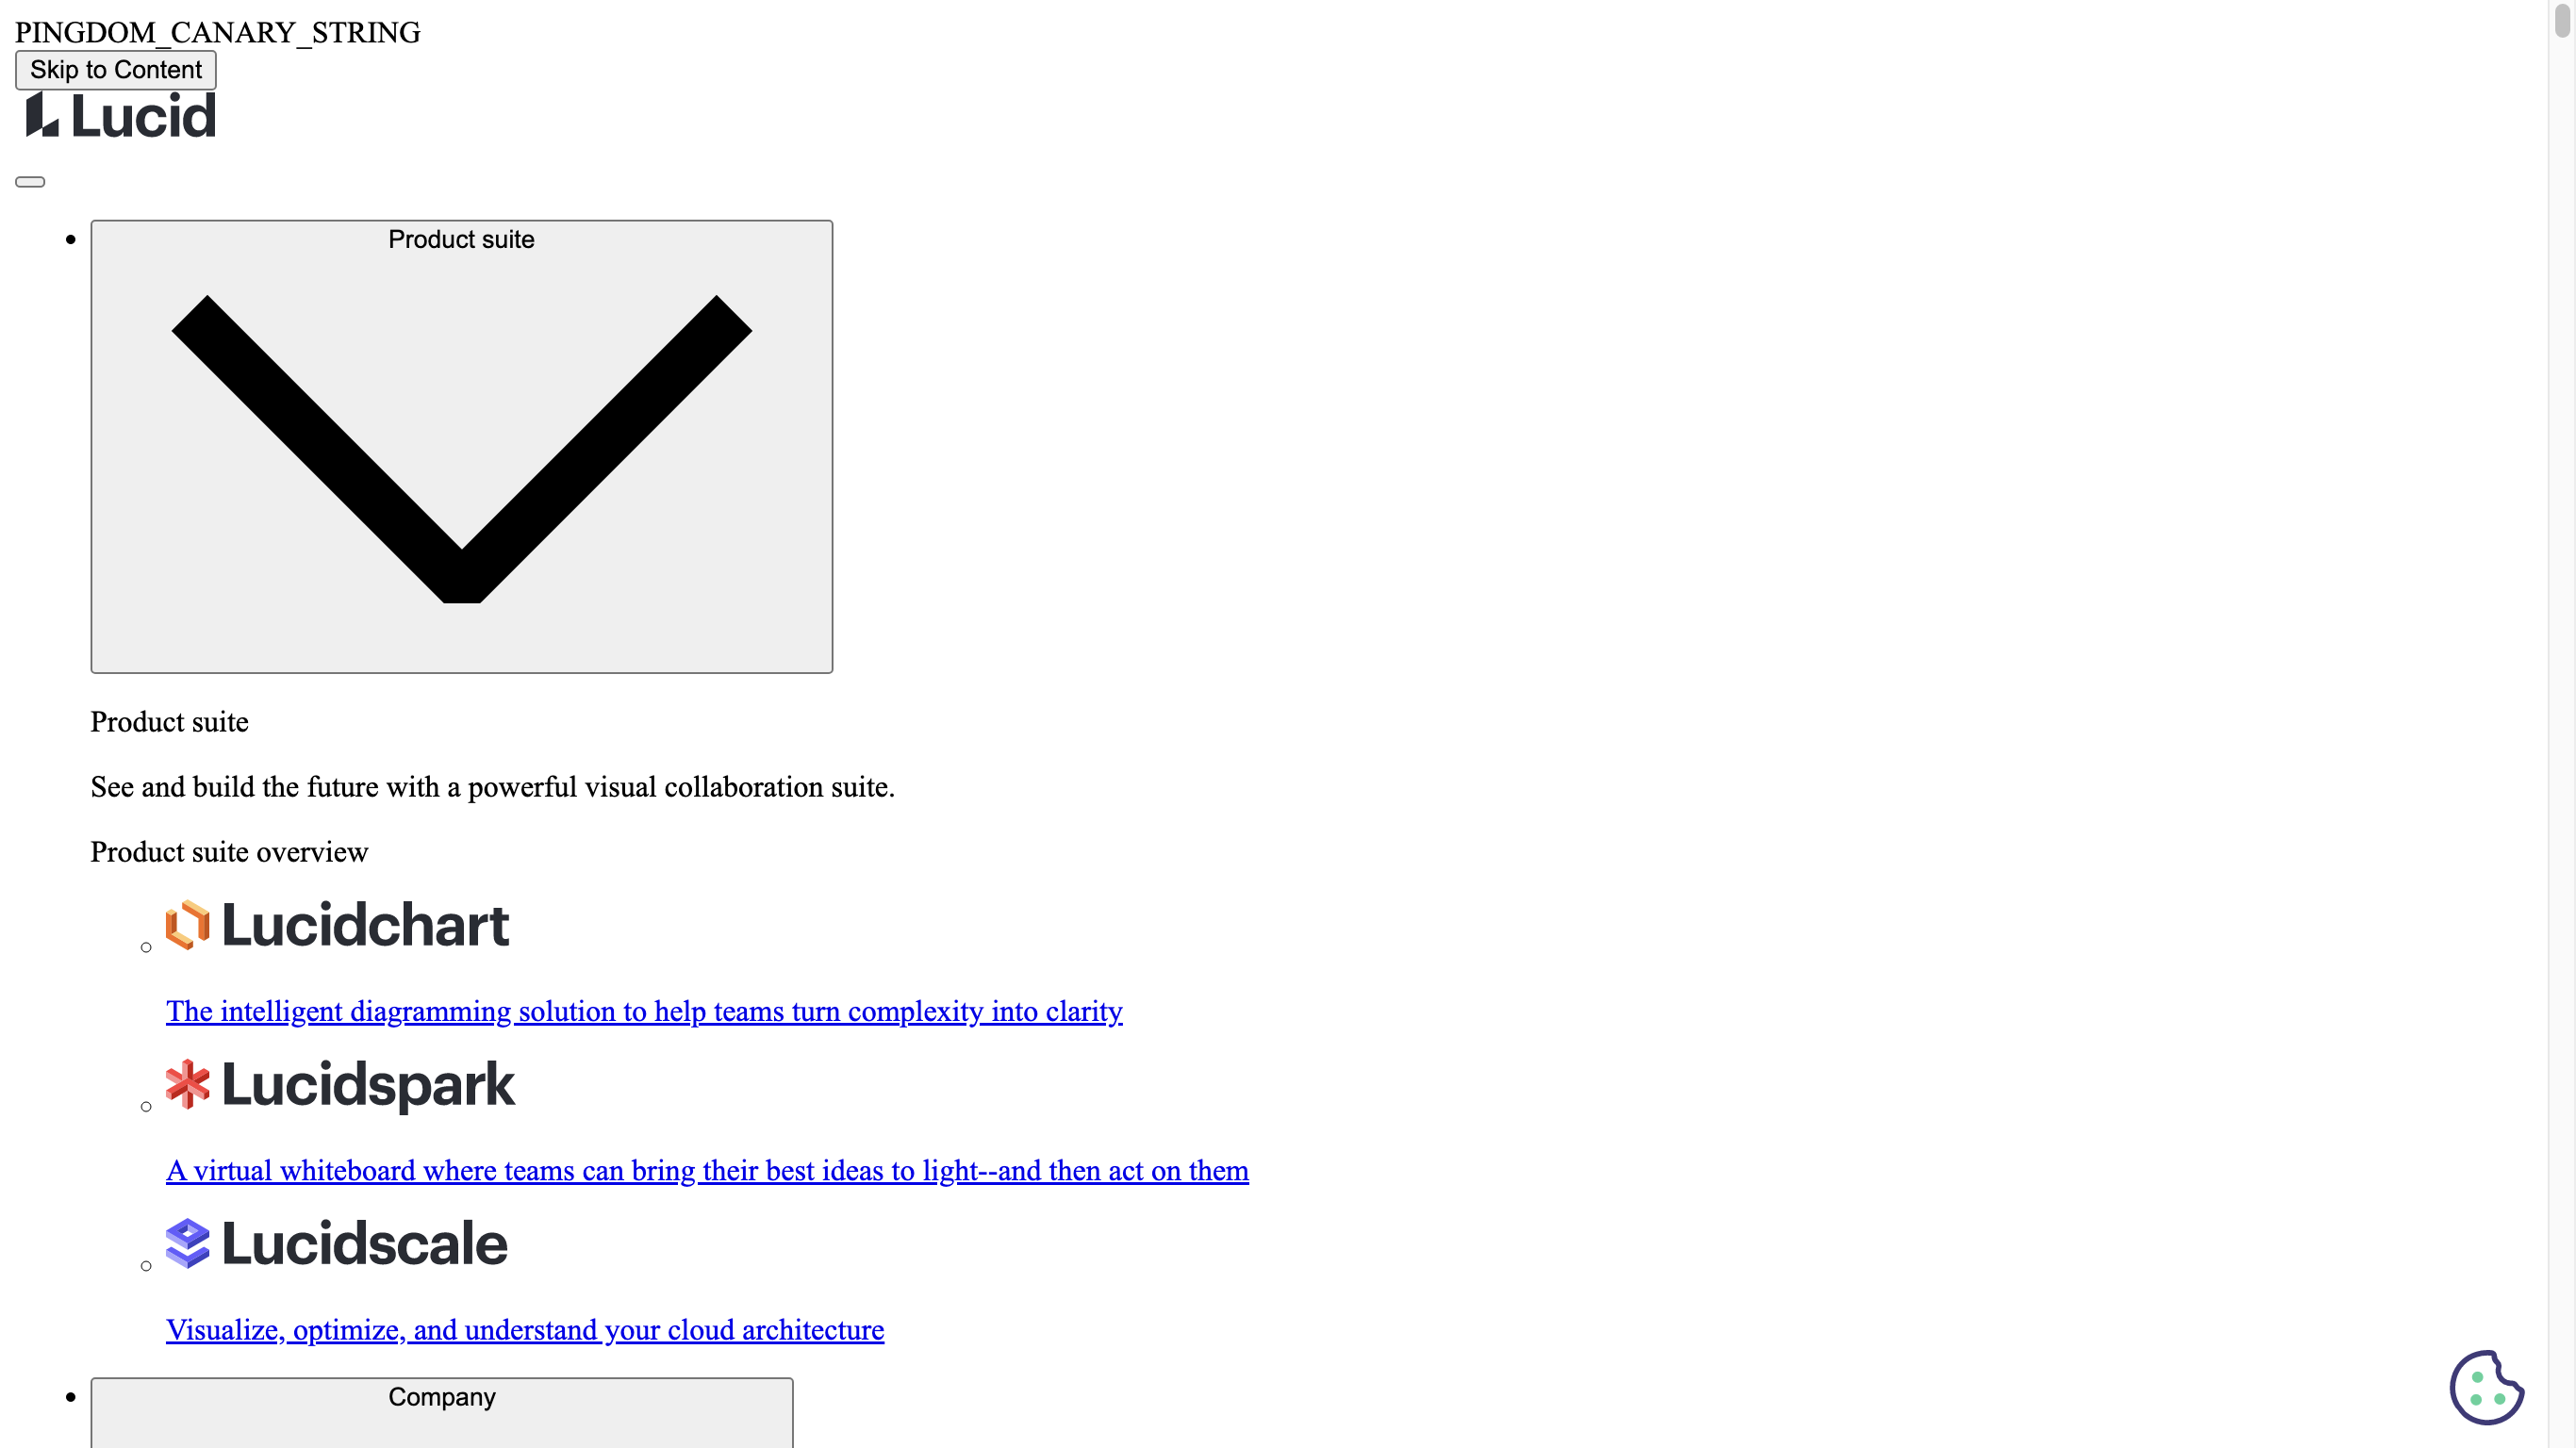 PINGDOM_CANARY_STRING
Skip to Content
Lucid
Product suite
Product suite
See and build the future with a powerful visual collaboration suite.
Product suite overview
Lucidchart
The intelligent diagramming solution to help teams turn complexity into clarity
Lucidspark
A virtual whiteboard where teams can bring their best ideas to light--and then act on them
Lucidscale
Visualize, optimize, and understand your cloud architecture
Company